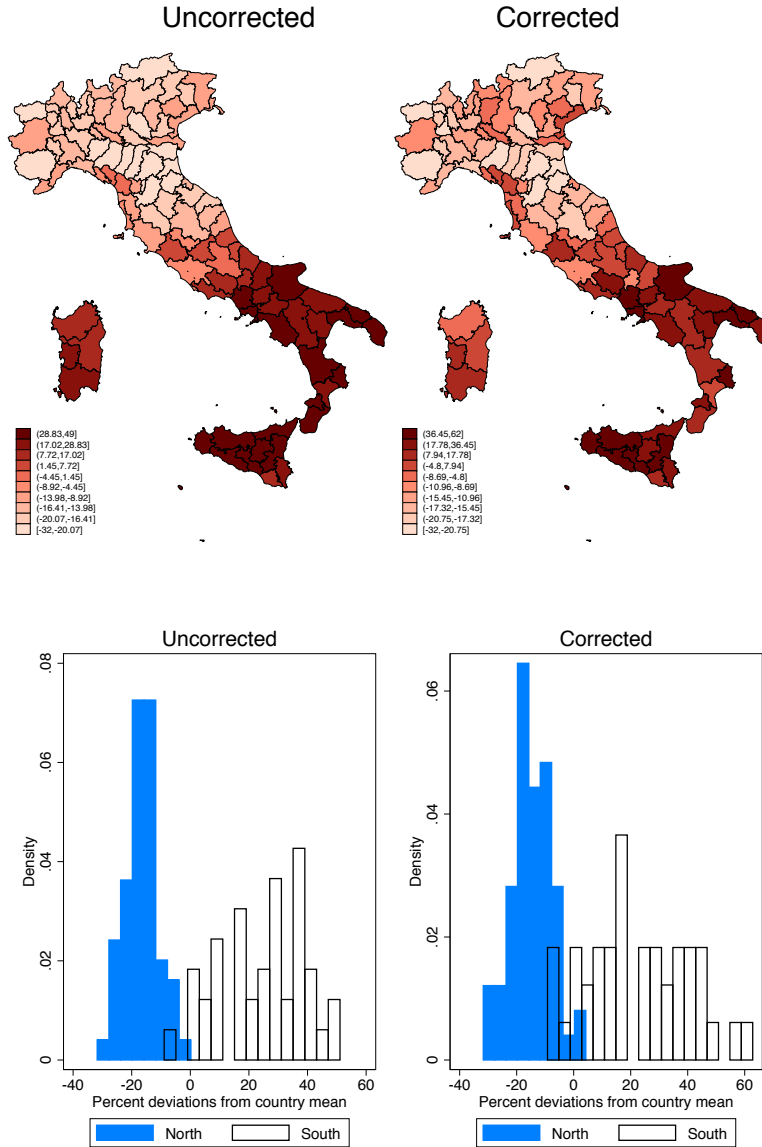 Uncorrected
Corrected
(28.83,49]
(17.02,28.83]
(7.72,17.02]
(1.45,7.72]
(-4.45,1.45]
(-8.92,-4.45]
(-13.98,-8.92]
(-16.41,-13.98]
(-20.07,-16.41]
[-32,-20.07]
(36.45,62]
(17.78,36.45]
(7.94,17.78]
(-4.8,7.94]
(-8.69,-4.8]
(-10.96,-8.69]
(-15.45,-10.96]
(-17.32,-15.45]
(-20.75,-17.32]
[-32,-20.75]
Uncorrected
.08
.06
.04
.02
0
Density
-40 -20 0 20 40 60
Percent deviations from country mean
North South
Corrected
.06
.04
.02
0
Density
-40 -20 0 20 40 60
Percent deviations from country mean
North South